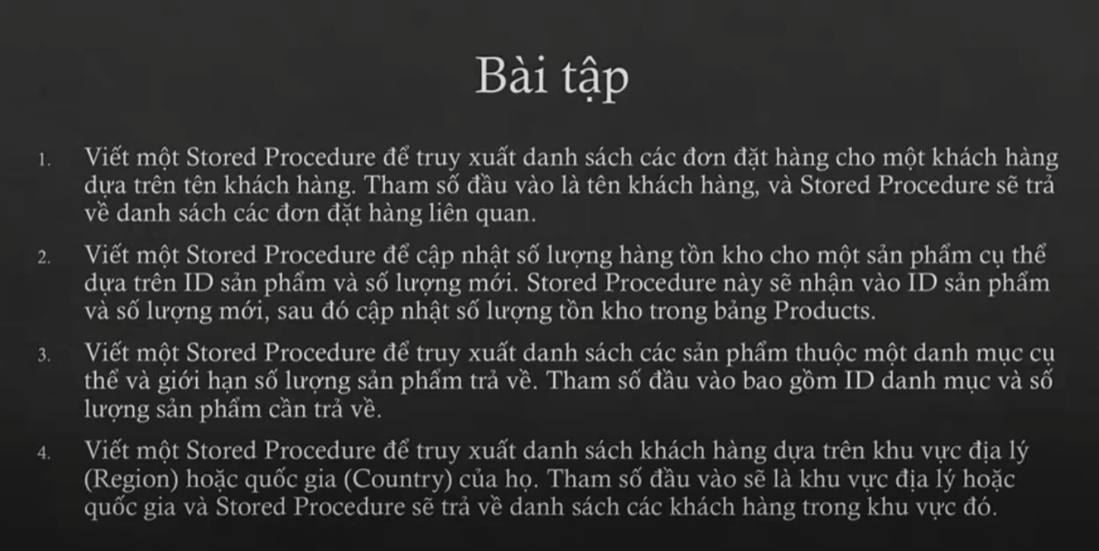 Bài tập
1. Viết một Stored Procedure để truy xuất danh sách các đơn đặt hàng cho một khách hàng
dựa trên tên khách hàng. Tham số đầu vào là tên khách hàng, và Stored Procedure sẽ trả
về danh sách các đơn đặt hàng liên quan.
2. Viết một Stored Procedure để cập nhật số lượng hàng tồn kho cho một sản phẩm cụ thể
dựa trên ID sản phẩm và số lượng mới. Stored Procedure này sẽ nhận vào ID sản phẩm
và số lượng mới, sau đó cập nhật số lượng tồn kho trong bảng Products.
3. Viết một Stored Procedure để truy xuất danh sách các sản phẩm thuộc một danh mục cụ
thể và giới hạn số lượng sản phẩm trả về. Tham số đầu vào bao gồm ID danh mục và số
lượng sản phẩm cần trả về.
4. Viết một Stored Procedure để truy xuất danh sách khách hàng dựa trên khu vực địa lý
(Region) hoặc quốc gia (Country) của họ. Tham số đầu vào sẽ là khu vực địa lý hoặc
quốc gia và Stored Procedure sẽ trả về danh sách các khách hàng trong khu vực đó.